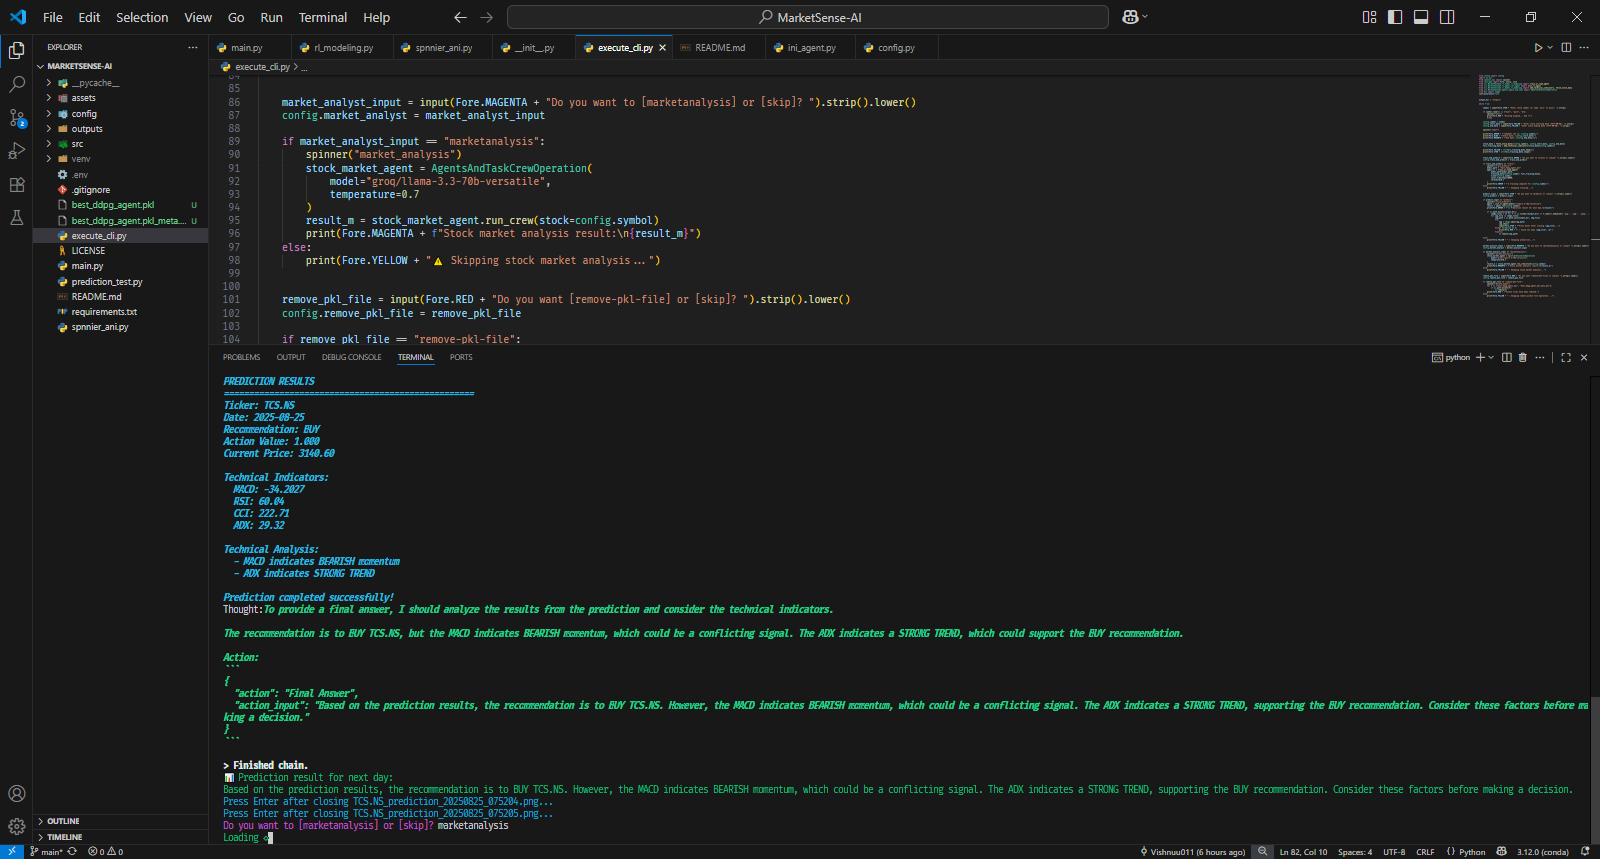 File Edit Selection View Go Run Terminal Help
MarketSense-AI
EXPLORER
MARKETSENSE-AI
__pycache__
assets
config
outputs
src
venv
.env
.gitignore
best_ddpg_agent.pkl U
best_ddpg_agent.pkl_meta.... U
execute_cli.py
LICENSE
main.py
prediction_test.py
README.md
requirements.txt
spnnier_ani.py
OUTLINE
TIMELINE
main.py rl_modeling.py spnnier_ani.py __init__.py execute_cli.py README.md ini_agent.py config.py
execute_cli.py > ...
84
85
86 market_analyst_input = input(Fore.MAGENTA + "Do you want to [marketanalysis] or [skip]? ").strip().lower()
87 config.market_analyst = market_analyst_input
88
89 if market_analyst_input == "marketanalysis":
90 spinner("market_analysis")
91 stock_market_agent = AgentsAndTaskCrewOperation(
92 model="groq/llama-3.3-70b-versatile",
93 temperature=0.7
94 )
95 result_m = stock_market_agent.run_crew(stock=config.symbol)
96 print(Fore.MAGENTA + f"Stock market analysis result:\n{result_m}")
97 else:
98 print(Fore.YELLOW + "⚠️ Skipping stock market analysis...")
99
100
101 remove_pkl_file = input(Fore.RED + "Do you want [remove-pkl-file] or [skip]? ").strip().lower()
102 config.remove_pkl_file = remove_pkl_file
103
104 if remove_pkl_file == "remove-pkl-file":
PROBLEMS OUTPUT DEBUG CONSOLE TERMINAL PORTS
python
PREDICTION RESULTS
==================================================
Ticker: TCS.NS
Date: 2025-08-25
Recommendation: BUY
Action Value: 1.000
Current Price: 3140.60
Technical Indicators:
MACD: -34.2027
RSI: 60.04
CCI: 222.71
ADX: 29.32
Technical Analysis:
- MACD indicates BEARISH momentum
- ADX indicates STRONG TREND
Prediction completed successfully!
Thought:To provide a final answer, I should analyze the results from the prediction and consider the technical indicators.
The recommendation is to BUY TCS.NS, but the MACD indicates BEARISH momentum, which could be a conflicting signal. The ADX indicates a STRONG TREND, which could support the BUY recommendation.
Action:
```
{
"action": "Final Answer",
"action_input": "Based on the prediction results, the recommendation is to BUY TCS.NS. However, the MACD indicates BEARISH momentum, which could be a conflicting signal. The ADX indicates a STRONG TREND, supporting the BUY recommendation. Consider these factors before ma
king a decision."
}
```
> Finished chain.
📊 Prediction result for next day:
Based on the prediction results, the recommendation is to BUY TCS.NS. However, the MACD indicates BEARISH momentum, which could be a conflicting signal. The ADX indicates a STRONG TREND, supporting the BUY recommendation. Consider these factors before making a decision.
Press Enter after closing TCS.NS_prediction_20250825_075204.png...
Press Enter after closing TCS.NS_prediction_20250825_075205.png...
Do you want to [marketanalysis] or [skip]? marketanalysis
Loading
main* 0 0
Vishnuu011 (6 hours ago) Ln 82, Col 10 Spaces: 4 UTF-8 CRLF { } Python 3.12.0 (conda)